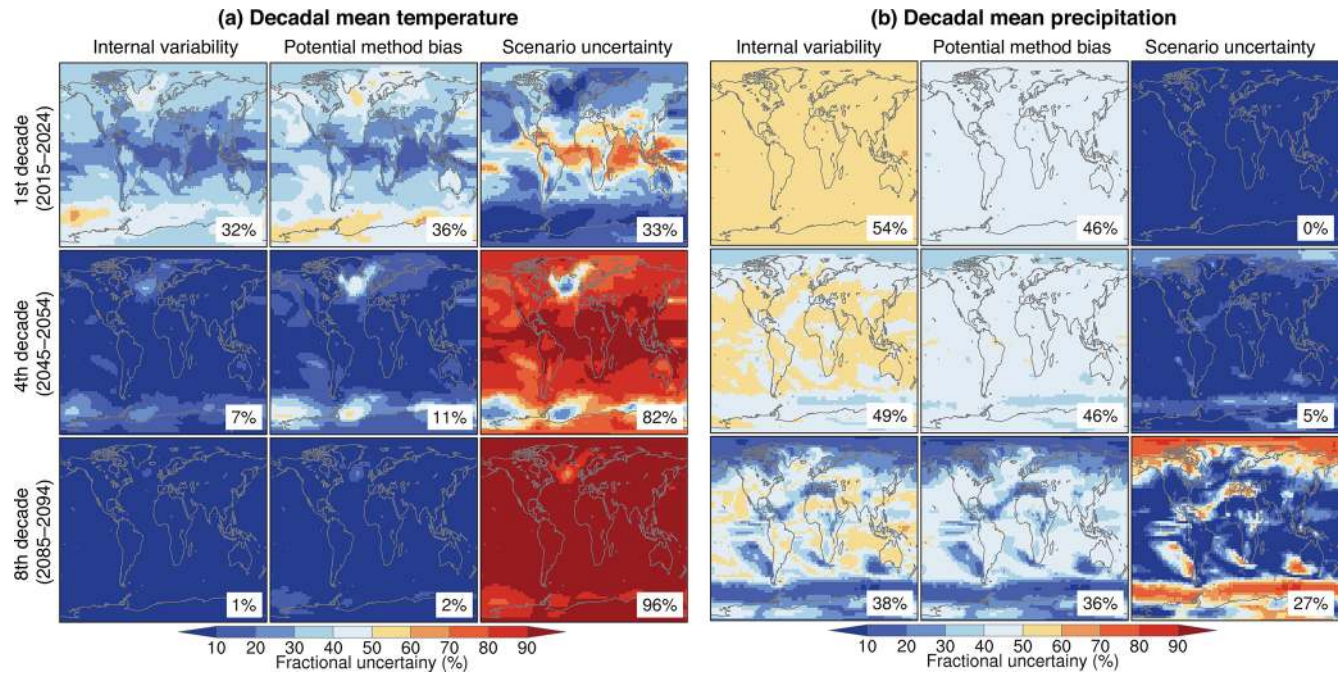 (a) Decadal mean temperature
Internal variability Potential method bias Scenario uncertainty
1st decade
(2015–2024)
32% 36% 33%
4th decade
(2045–2054)
7% 11% 82%
8th decade
(2085–2094)
1% 2% 96%
10 20 30 40 50 60 70 80 90
Fractional uncertainy (%)
(b) Decadal mean precipitation
Internal variability Potential method bias Scenario uncertainty
54% 46% 0%
49% 46% 5%
38% 36% 27%
10 20 30 40 50 60 70 80 90
Fractional uncertainy (%)